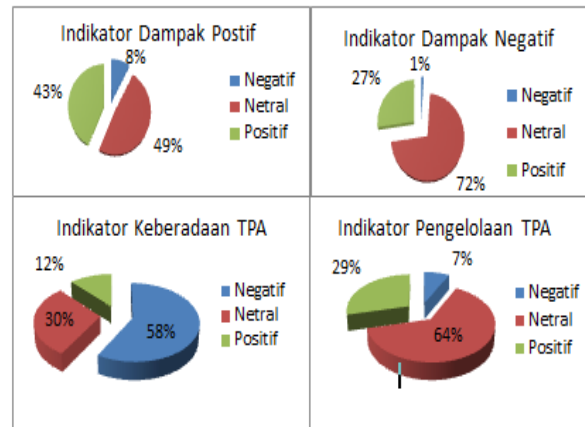 Indikator Dampak Postif
8%
43%
49%
Negatif
Netral
Positif
Indikator Dampak Negatif
1%
27%
72%
Negatif
Netral
Positif
Indikator Keberadaan TPA
12%
30%
58%
Negatif
Netral
Positif
Indikator Pengelolaan TPA
7%
29%
64%
Negatif
Netral
Positif